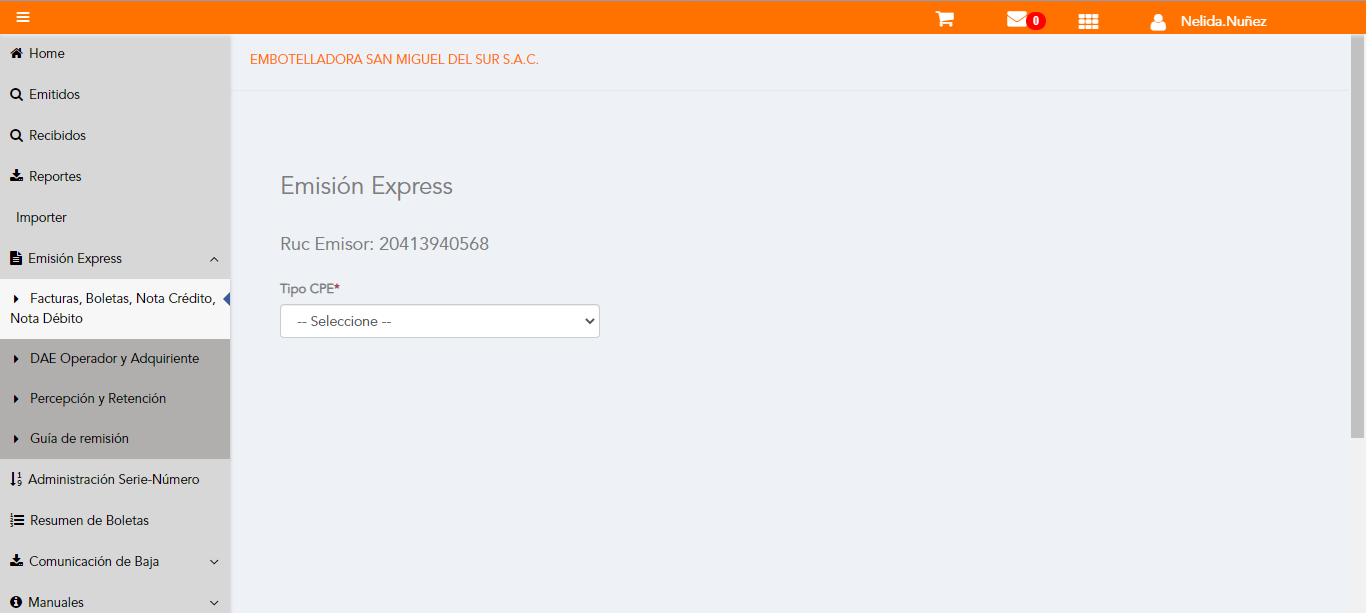 0
Nelida.Nuñez
Home
Emitidos
Recibidos
Reportes
Importer
Emisión Express
Facturas, Boletas, Nota Crédito,
Nota Débito
DAE Operador y Adquiriente
Percepción y Retención
Guía de remisión
Administración Serie-Número
Resumen de Boletas
Comunicación de Baja
Manuales
EMBOTELLADORA SAN MIGUEL DEL SUR S.A.C.
Emisión Express
Ruc Emisor: 20413940568
Tipo CPE*
-- Seleccione --